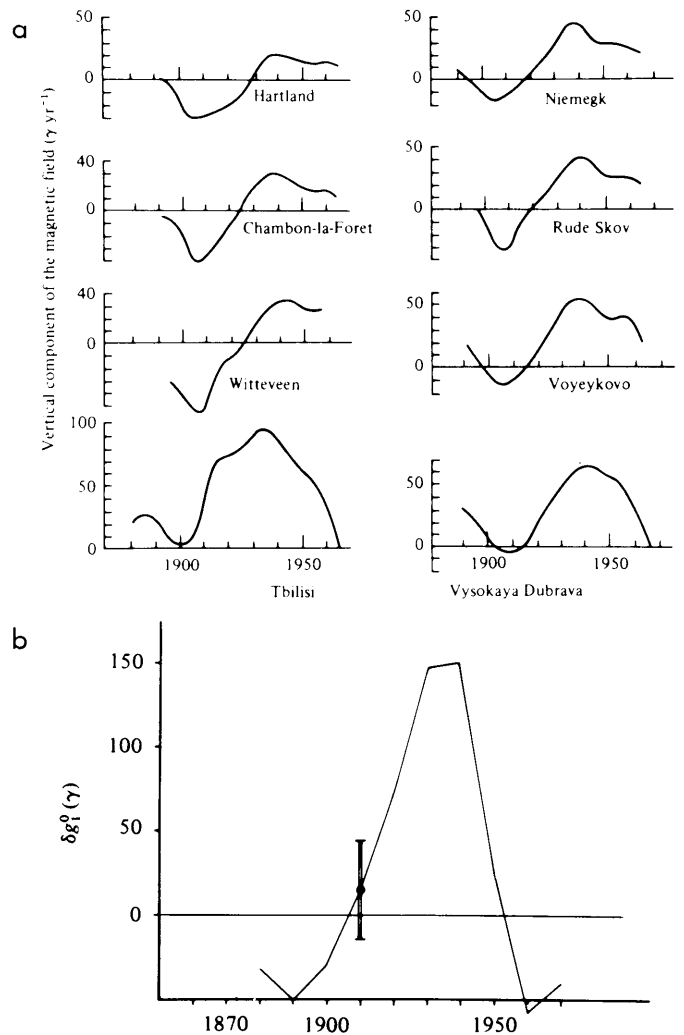 a
Vertical component of the magnetic field (γ yr⁻¹)
50
0
Hartland
50
0
Niemegk
40
0
Chambon-la-Foret
50
0
Rude Skov
40
0
Witteveen
50
0
Voyeykovo
100
50
0
1900
1950
Tbilisi
50
0
1900
1950
Vysokaya Dubrava
b
δg₁⁰ (γ)
150
100
50
0
1870
1900
1950